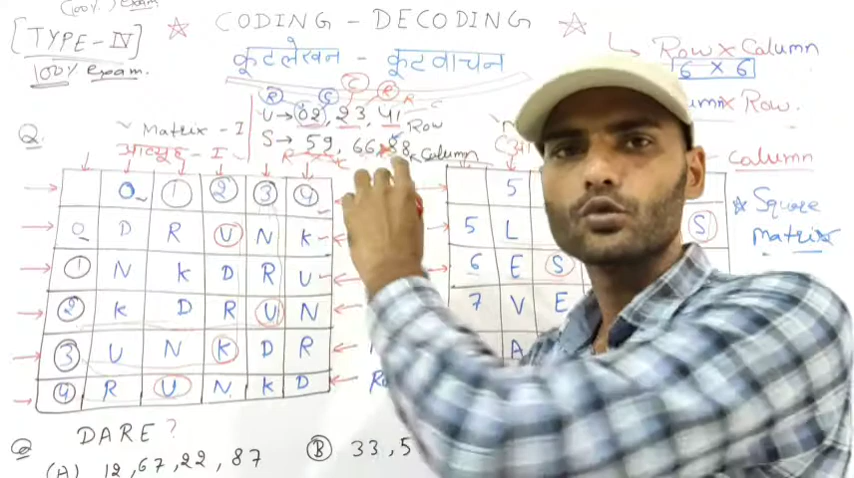 (100%) Exam
[TYPE-IV] ☆ CODING - DECODING ☆
100% exam.
कूटलेखन - कूटवाचन
Row x Column
6 x 6
Row.
Column
R C C R R C
U → 02, 23, 41 Row
S → 59, 66, 88 Column
R C
Q. Matrix - I
आव्यूह - I
0 1 2 3 4
0 D R U N K
1 N K D R U
2 K D R U N
3 U N K D R
4 R U N K D
5
5 L S
6 E S
7 V E
A
☆ Square
Matrix
Q DARE ?
(A) 12, 67, 22, 87 (B) 33, 5